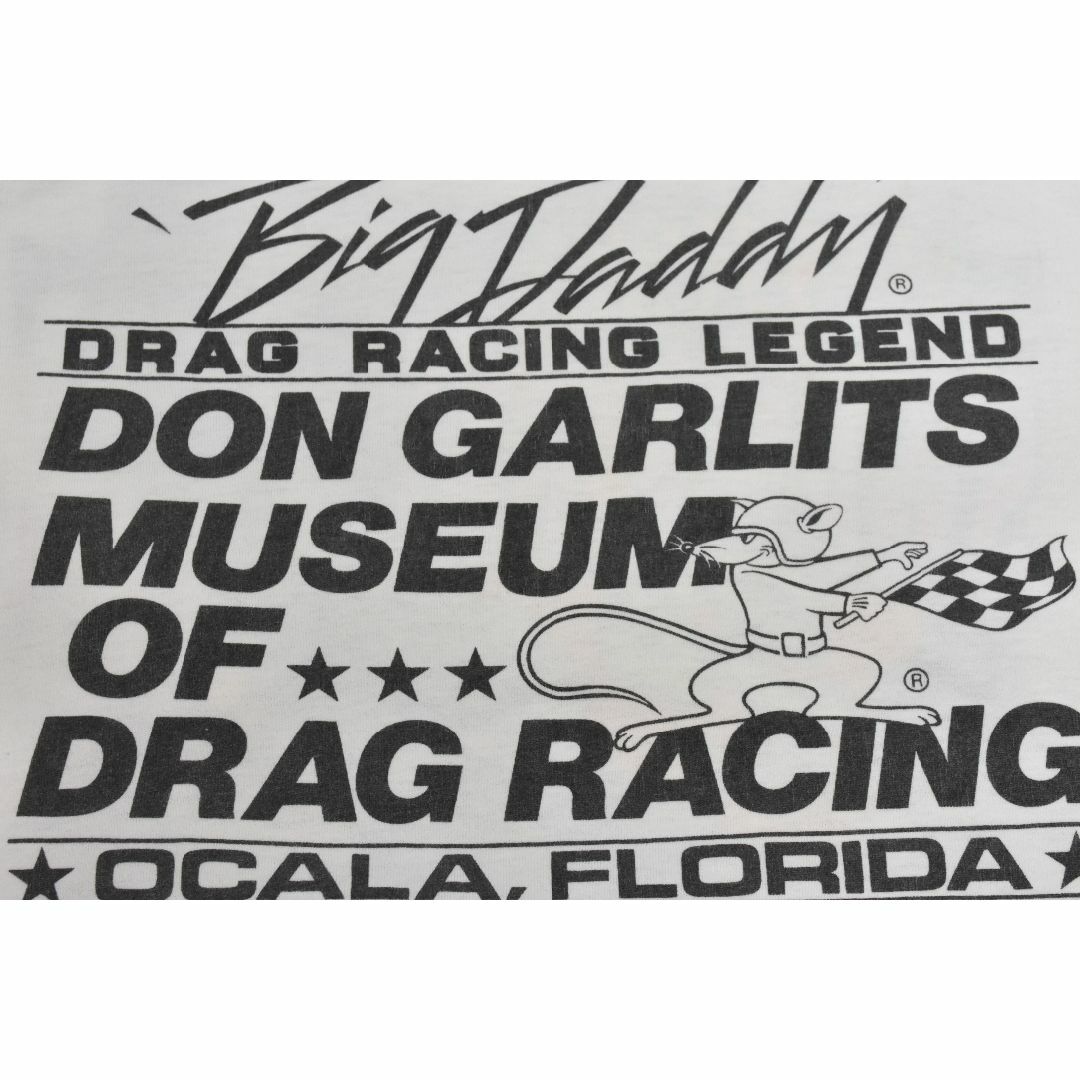 "Big Daddy" ®
DRAG RACING LEGEND
DON GARLITS
MUSEUM
OF ★★★ ®
DRAG RACING
★ OCALA, FLORIDA ★